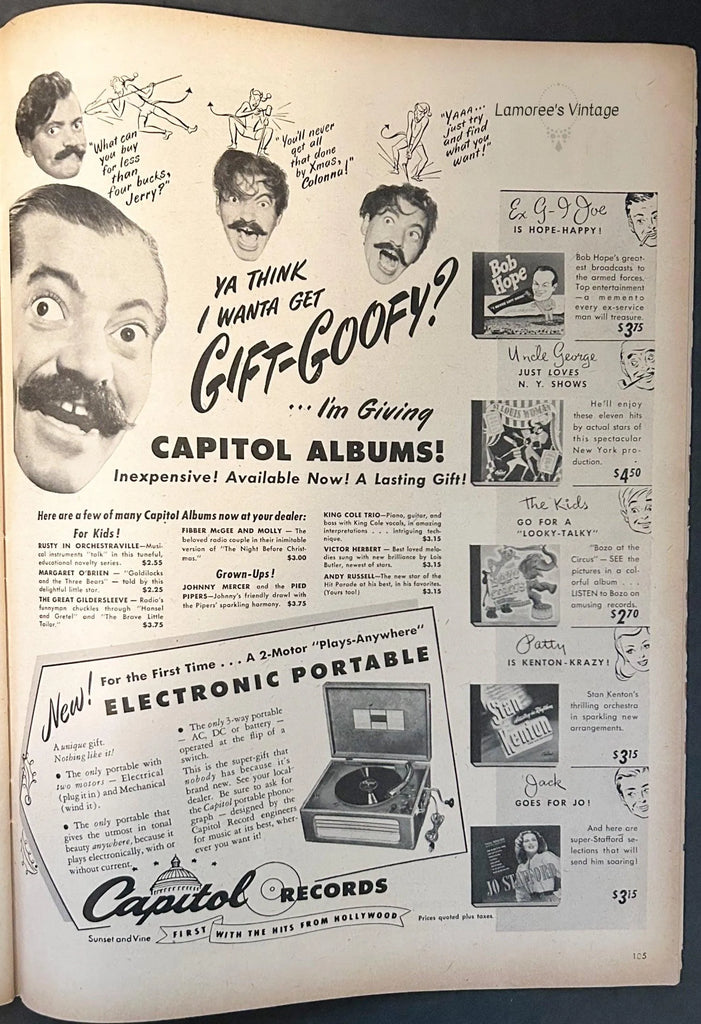 Lamoree's Vintage
"What can
you buy
for less
than
four bucks,
Jerry?"
"You'll never
get all
that done
by Xmas,
Colonna!"
"YAAA...
just try
and find
what you
want!"
YA THINK
I WANTA GET
GIFT-GOOFY?
...I'm Giving
CAPITOL ALBUMS!
Inexpensive! Available Now! A Lasting Gift!
Here are a few of many Capitol Albums now at your dealer:
For Kids!
RUSTY IN ORCHESTRAVILLE—Musi-
cal instruments "talk" in this tuneful,
educational novelty series. $2.55
MARGARET O'BRIEN — "Goldilocks
and the Three Bears" — told by this
delightful little star. $2.25
THE GREAT GILDERSLEEVE — Radio's
funnyman chuckles through "Hansel
and Gretel" and "The Brave Little
Tailor." $3.75
FIBBER McGEE AND MOLLY — The
beloved radio couple in their inimitable
version of "The Night Before Christ-
mas." $3.00
Grown-Ups!
JOHNNY MERCER and the PIED
PIPERS—Johnny's friendly drawl with
the Pipers' sparkling harmony. $3.75
KING COLE TRIO—Piano, guitar, and
bass with King Cole vocals, in amazing
interpretations . . . intriguing tech-
nique. $3.15
VICTOR HERBERT — Best loved melo-
dies sung with new brilliance by Lois
Butler, newest of stars. $3.15
ANDY RUSSELL—The new star of the
Hit Parade at his best, in his favorites.
(Yours too!) $3.15
Ex G-I Joe
IS HOPE-HAPPY!
Bob
Hope
Bob Hope's great-
est broadcasts to
the armed forces.
Top entertainment
—a memento
every ex-service
man will treasure.
$3.75
Uncle George
JUST LOVES
N. Y. SHOWS
ST. LOUIS WOMAN
He'll enjoy
these eleven hits
by actual stars of
this spectacular
New York pro-
duction.
$4.50
The Kids
GO FOR A
"LOOKY-TALKY"
"Bozo at the
Circus" — SEE the
pictures in a col-
orful album . . .
LISTEN to Bozo on
amusing records.
$2.70
Patty
IS KENTON-KRAZY!
Stan
Kenton
Stan Kenton's
thrilling orchestra
in sparkling new
arrangements.
$3.15
Jack
GOES FOR JO!
JO STAFFORD
And here are
super-Stafford se-
lections that will
send him soaring!
$3.15
New! For the First Time . . . A 2-Motor "Plays-Anywhere"
ELECTRONIC PORTABLE
A unique gift.
Nothing like it!
• The only portable with
two motors — Electrical
(plug it in) and Mechanical
(wind it).
• The only portable that
gives the utmost in tonal
beauty anywhere, because it
plays electronically, with or
without current.
• The only 3-way portable
— AC, DC or battery —
operated at the flip of a
switch.
This is the super-gift that
nobody has because it's
brand new. See your local
dealer. Be sure to ask for
the Capitol portable phono-
graph — designed by the
Capitol Record engineers
for music at its best, wher-
ever you want it!
Capitol RECORDS
Sunset and Vine
FIRST WITH THE HITS FROM HOLLYWOOD
Prices quoted plus taxes.
105